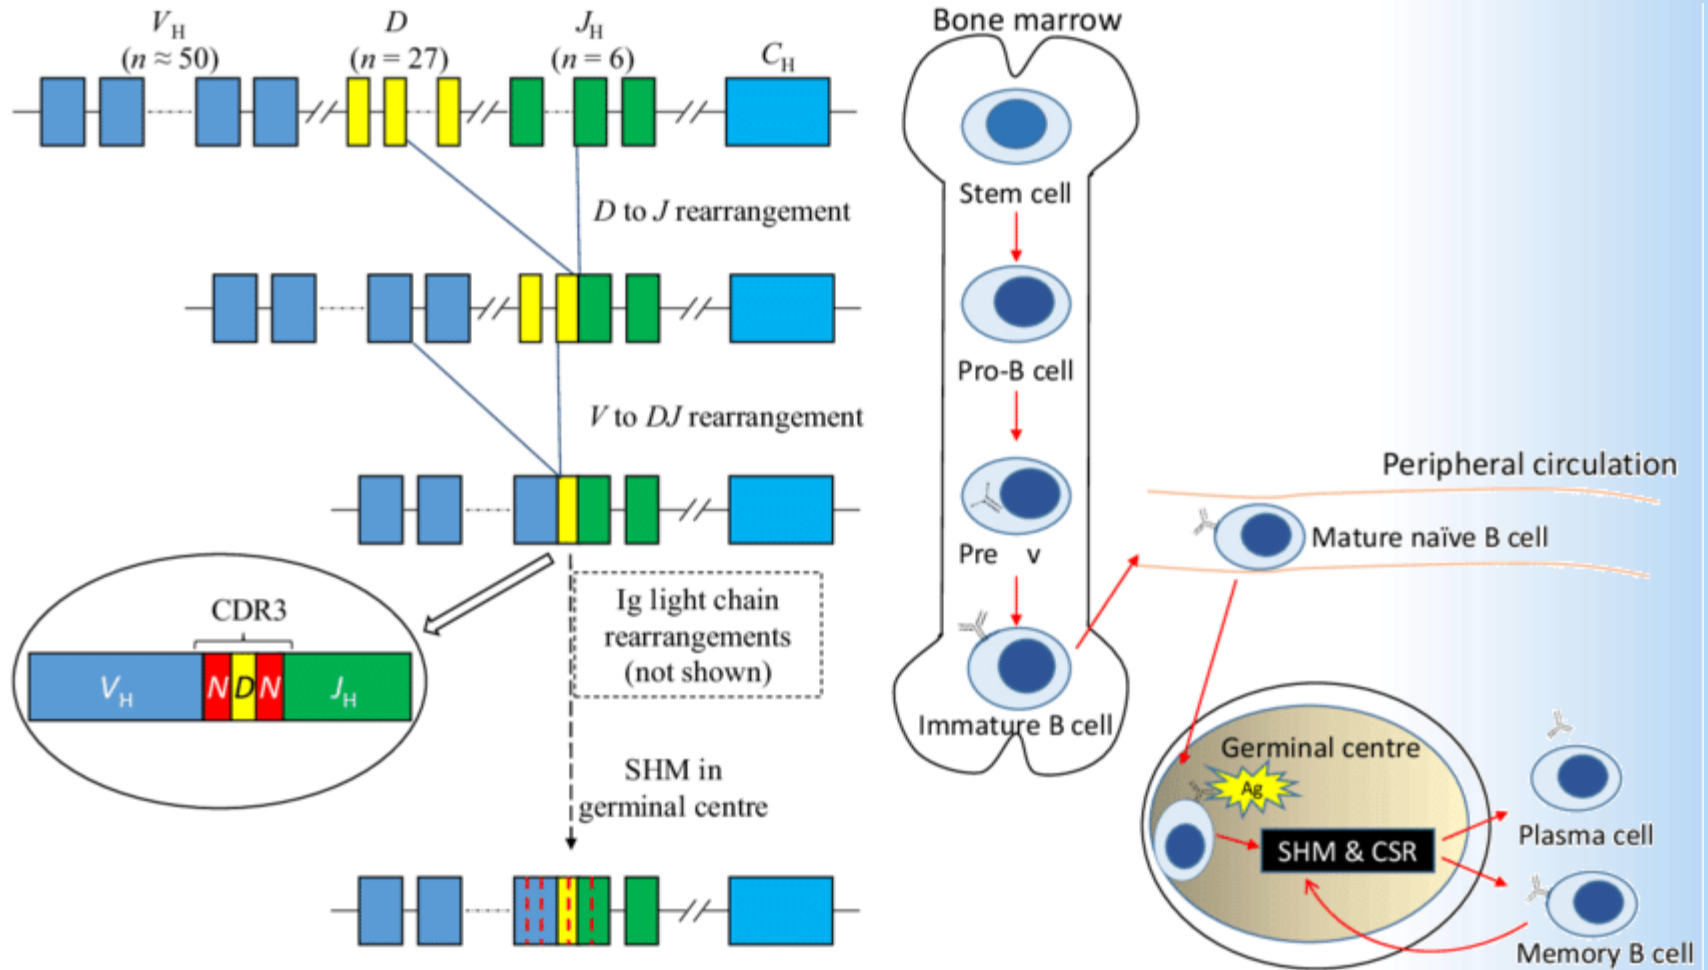 V_H
(n ≈ 50)
D
(n = 27)
J_H
(n = 6)
C_H
D to J rearrangement
V to DJ rearrangement
CDR3
V_H N D N J_H
Ig light chain
rearrangements
(not shown)
SHM in
germinal centre
Bone marrow
Stem cell
Pro-B cell
Pre v
Immature B cell
Peripheral circulation
Mature naïve B cell
Germinal centre
Ag
SHM & CSR
Plasma cell
Memory B cell